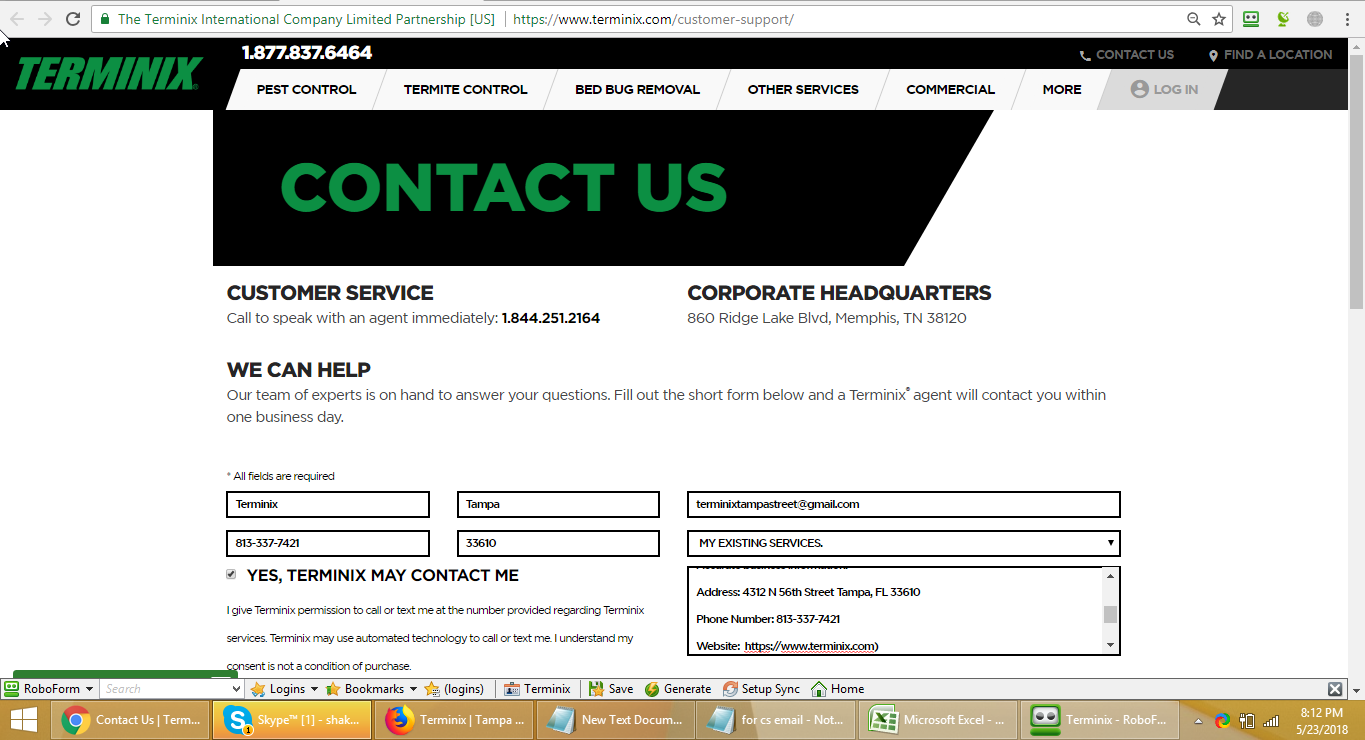 The Terminix International Company Limited Partnership [US] https://www.terminix.com/customer-support/
TERMINIX
1.877.837.6464
CONTACT US
FIND A LOCATION
PEST CONTROL
TERMITE CONTROL
BED BUG REMOVAL
OTHER SERVICES
COMMERCIAL
MORE
LOG IN
CONTACT US
CUSTOMER SERVICE
Call to speak with an agent immediately: 1.844.251.2164
CORPORATE HEADQUARTERS
860 Ridge Lake Blvd, Memphis, TN 38120
WE CAN HELP
Our team of experts is on hand to answer your questions. Fill out the short form below and a Terminix® agent will contact you within
one business day.
* All fields are required
Terminix
Tampa
terminixtampastreet@gmail.com
813-337-7421
33610
MY EXISTING SERVICES.
YES, TERMINIX MAY CONTACT ME
I give Terminix permission to call or text me at the number provided regarding Terminix
services. Terminix may use automated technology to call or text me. I understand my
consent is not a condition of purchase.
Address: 4312 N 56th Street Tampa, FL 33610
Phone Number: 813-337-7421
Website: https://www.terminix.com)
RoboForm
Search
Logins
Bookmarks
(logins)
Terminix
Save
Generate
Setup Sync
Home
Contact Us | Term...
Skype™ [1] - shak...
1
Terminix | Tampa ...
New Text Docum...
for cs email - Not...
Microsoft Excel - ...
Terminix - RoboF...
8:12 PM
5/23/2018